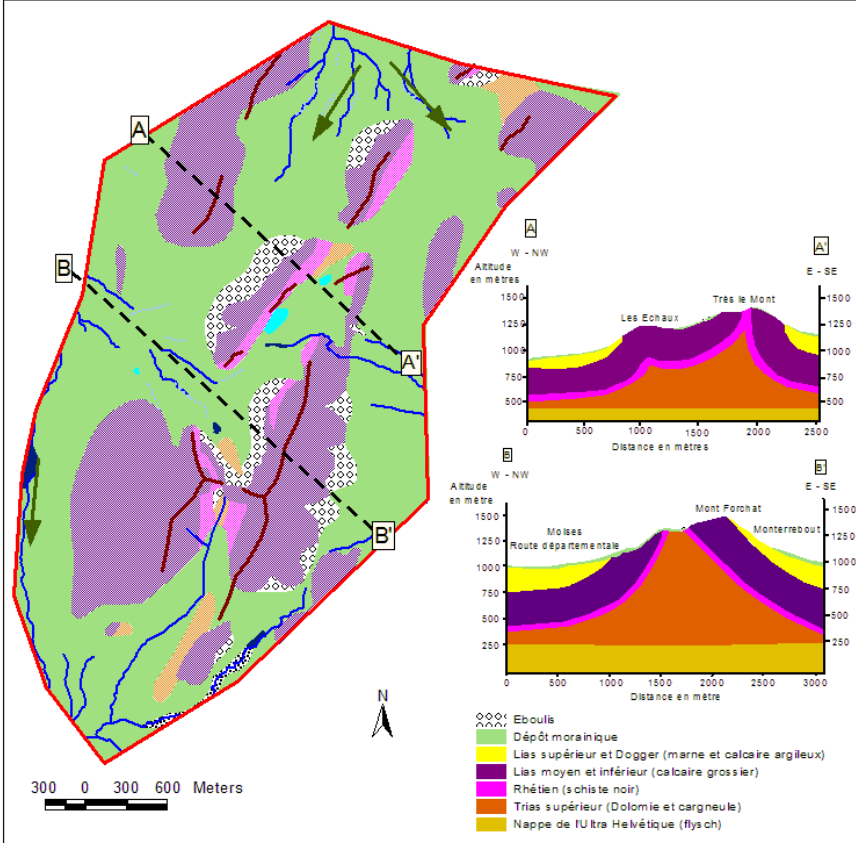 A
B
A'
B'
A
A'
W - NW
E - SE
Altitude
en mètres
Très le Mont
Les Echaux
1500
1500
1250
1250
1000
1000
750
750
500
500
0
500
1000
1500
2000
2500
Distance en mètres
B
B'
W - NW
E - SE
Altitude
en mètre
Mont Forchat
1500
1500
Moises
Monterrebout
1250
Route départementale
1250
1000
1000
750
750
500
500
250
250
0
500
1000
1500
2000
2500
3000
Distance en mètre
N
Eboulis
Dépôt morainique
Lias supérieur et Dogger (marne et calcaire argileux)
Lias moyen et inférieur (calcaire grossier)
Rhétien (schiste noir)
Trias supérieur (Dolomie et cargneule)
Nappe de l'Ultra Helvétique (flysch)
300 0 300 600 Meters